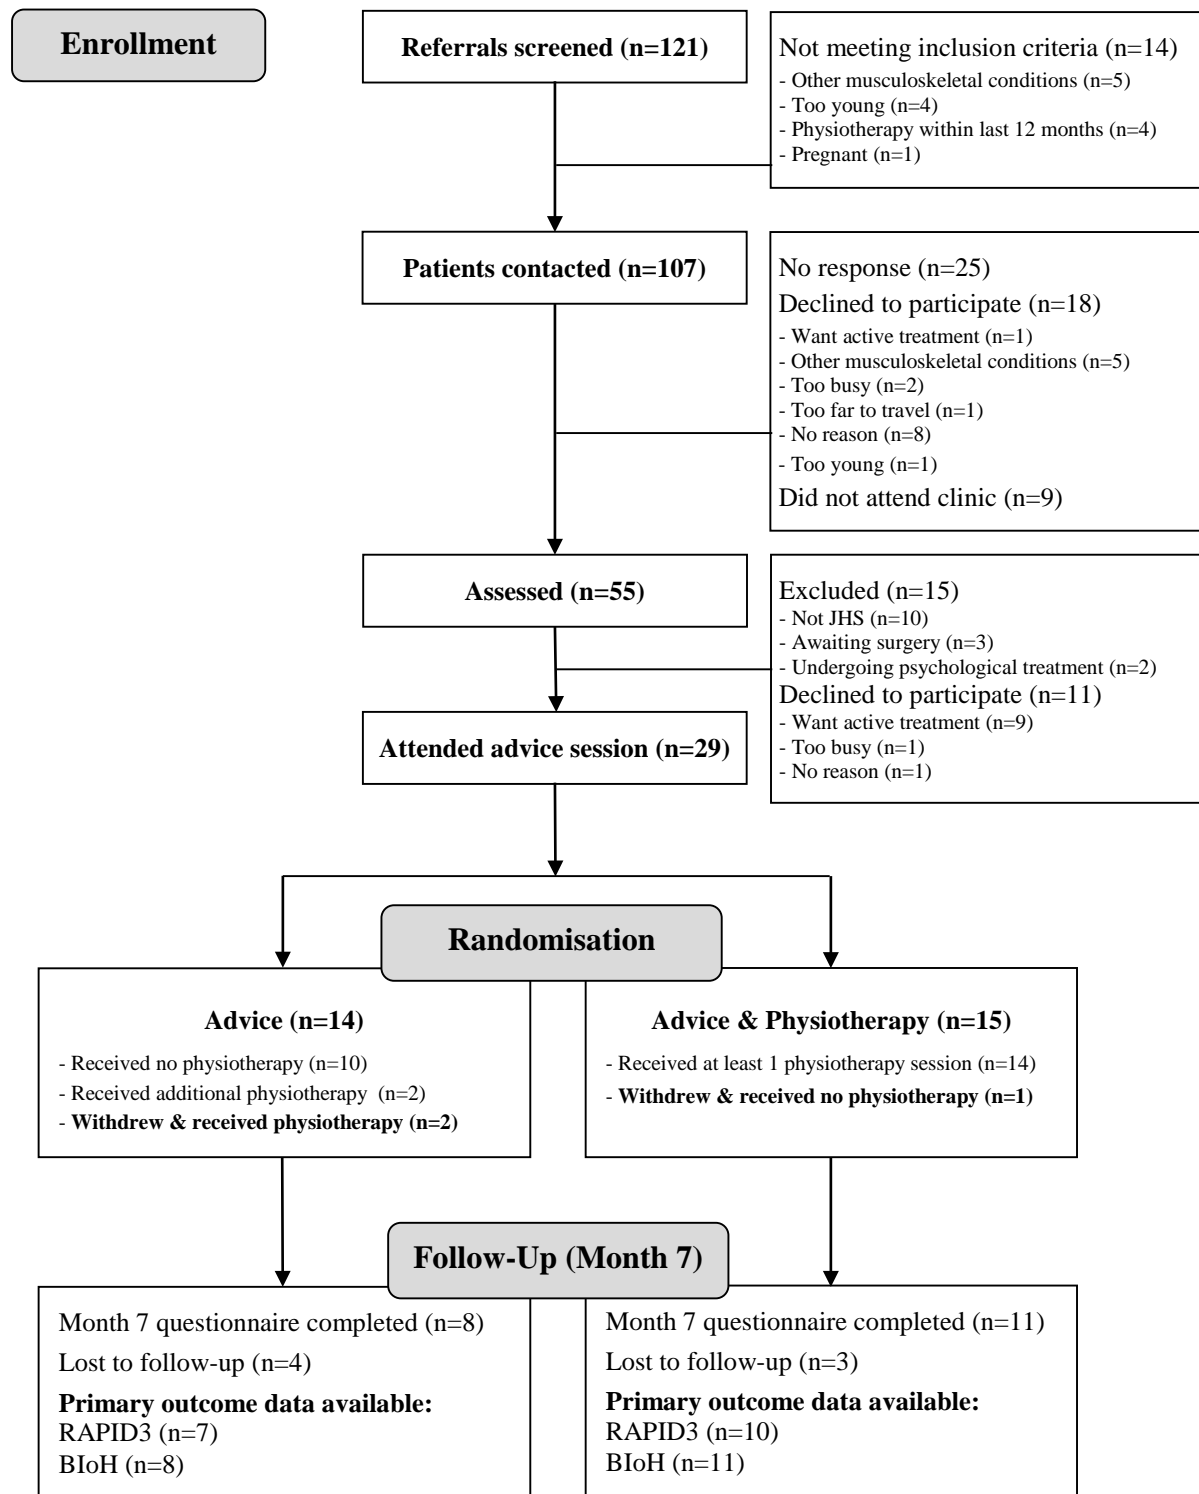 Enrollment
Referrals screened (n=121)
Not meeting inclusion criteria (n=14)
- Other musculoskeletal conditions (n=5)
- Too young (n=4)
- Physiotherapy within last 12 months (n=4)
- Pregnant (n=1)
Patients contacted (n=107)
No response (n=25)
Declined to participate (n=18)
- Want active treatment (n=1)
- Other musculoskeletal conditions (n=5)
- Too busy (n=2)
- Too far to travel (n=1)
- No reason (n=8)
- Too young (n=1)
Did not attend clinic (n=9)
Assessed (n=55)
Excluded (n=15)
- Not JHS (n=10)
- Awaiting surgery (n=3)
- Undergoing psychological treatment (n=2)
Declined to participate (n=11)
- Want active treatment (n=9)
- Too busy (n=1)
- No reason (n=1)
Attended advice session (n=29)
Randomisation
Advice (n=14)
- Received no physiotherapy (n=10)
- Received additional physiotherapy (n=2)
- Withdrew & received physiotherapy (n=2)
Advice & Physiotherapy (n=15)
- Received at least 1 physiotherapy session (n=14)
- Withdrew & received no physiotherapy (n=1)
Follow-Up (Month 7)
Month 7 questionnaire completed (n=8)
Lost to follow-up (n=4)
Primary outcome data available:
RAPID3 (n=7)
BIoH (n=8)
Month 7 questionnaire completed (n=11)
Lost to follow-up (n=3)
Primary outcome data available:
RAPID3 (n=10)
BIoH (n=11)